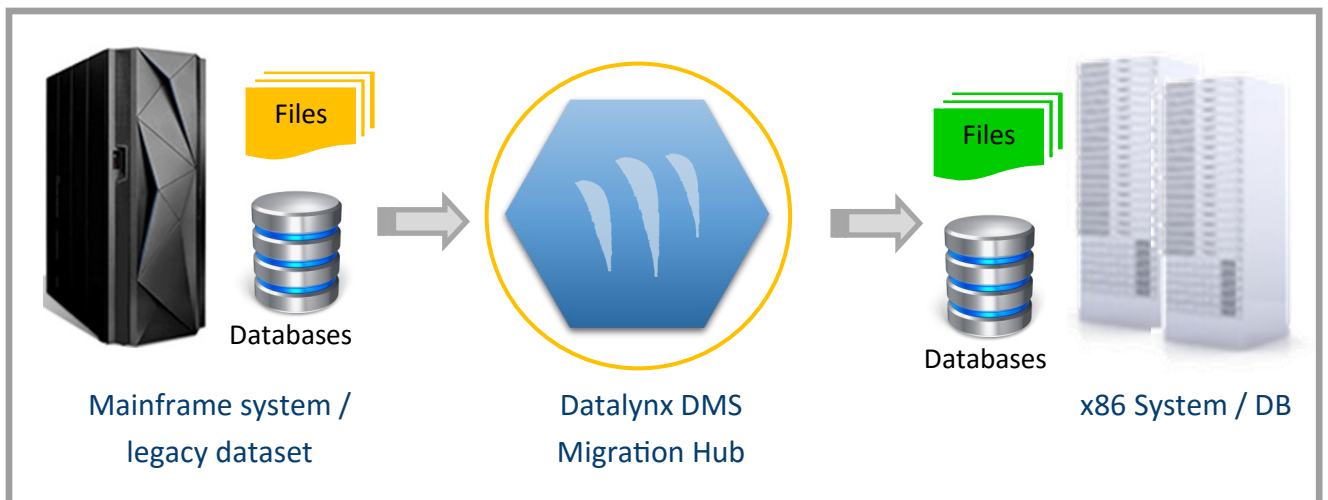 Files
Databases
Mainframe system /
legacy dataset
Datalynx DMS
Migration Hub
Files
Databases
x86 System / DB